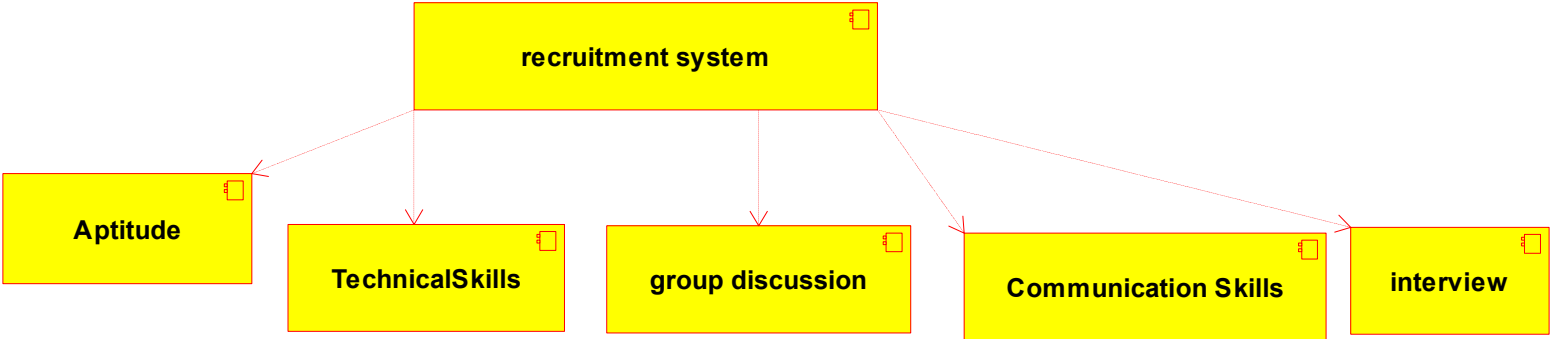 recruitment system
Aptitude
TechnicalSkills
group discussion
Communication Skills
interview